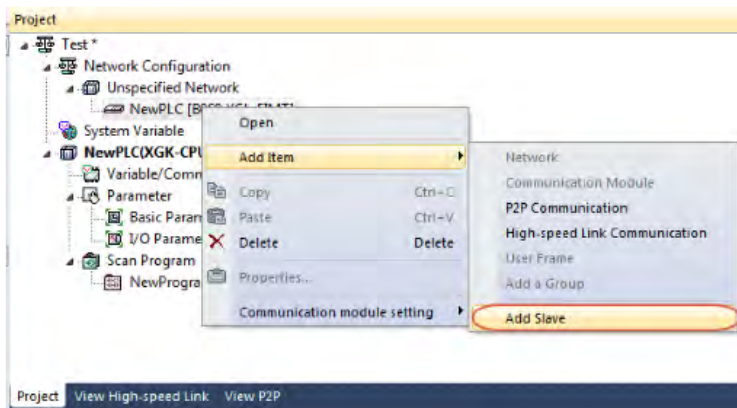 Project
Test *
Network Configuration
Unspecified Network
NewPLC [B0
System Variable
NewPLC(XGK-CPU
Variable/Comm
Parameter
Basic Param
I/O Parame
Scan Program
NewProgra
Open
Add Item
Copy Ctrl+C
Paste Ctrl+V
Delete Delete
Properties...
Communication module setting
Network
Communication Module
P2P Communication
High-speed Link Communication
User Frame
Add a Group
Add Slave
Project View High-speed Link View P2P